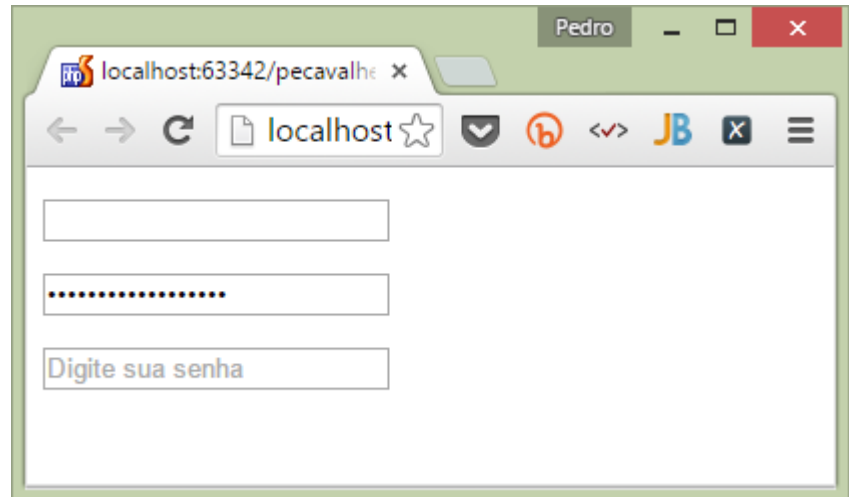 Pedro
localhost:63342/pecavalhe
localhost
JB
••••••••••••••••••
Digite sua senha